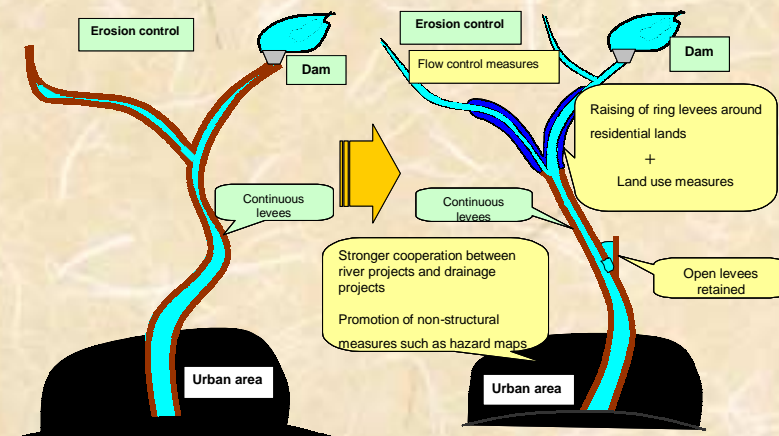 Erosion control
Dam
Continuous
levees
Urban area
Erosion control
Flow control measures
Dam
Raising of ring levees around
residential lands
+
Land use measures
Continuous
levees
Stronger cooperation between
river projects and drainage
projects
Promotion of non-structural
measures such as hazard maps
Open levees
retained
Urban area